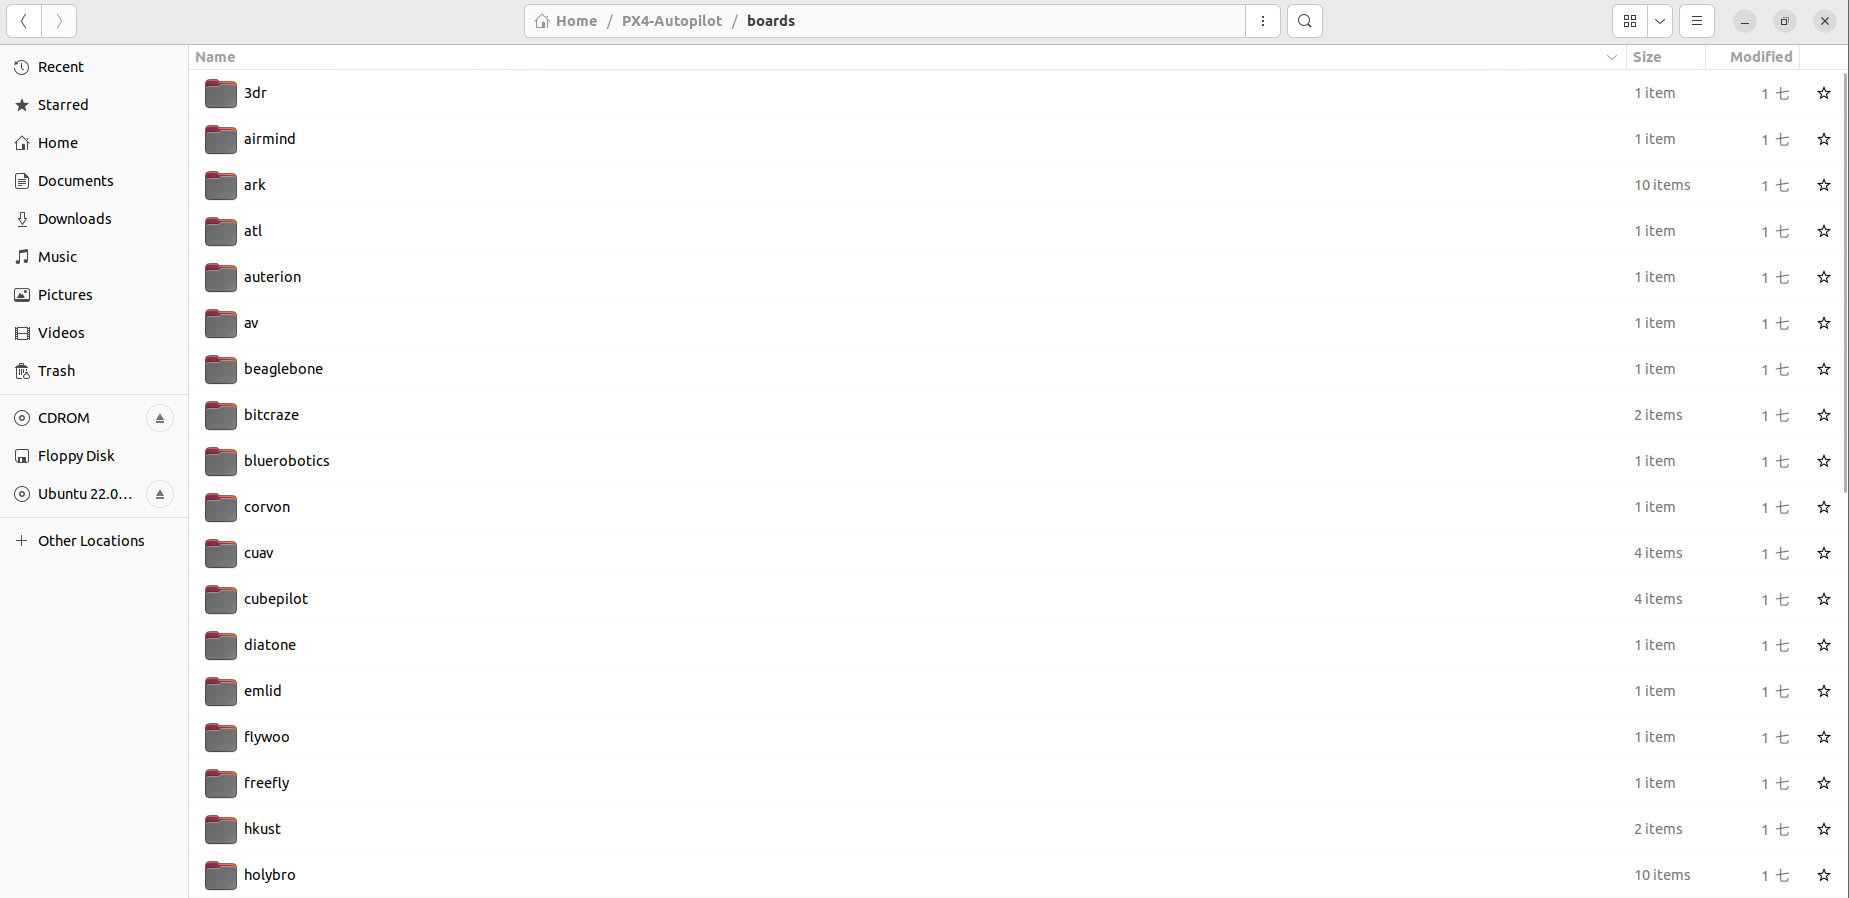 Home / PX4-Autopilot / boards
Recent
Starred
Home
Documents
Downloads
Music
Pictures
Videos
Trash
CDROM
Floppy Disk
Ubuntu 22.0…
Other Locations
Name Size Modified
3dr 1 item 1 七
airmind 1 item 1 七
ark 10 items 1 七
atl 1 item 1 七
auterion 1 item 1 七
av 1 item 1 七
beaglebone 1 item 1 七
bitcraze 2 items 1 七
bluerobotics 1 item 1 七
corvon 1 item 1 七
cuav 4 items 1 七
cubepilot 4 items 1 七
diatone 1 item 1 七
emlid 1 item 1 七
flywoo 1 item 1 七
freefly 1 item 1 七
hkust 2 items 1 七
holybro 10 items 1 七